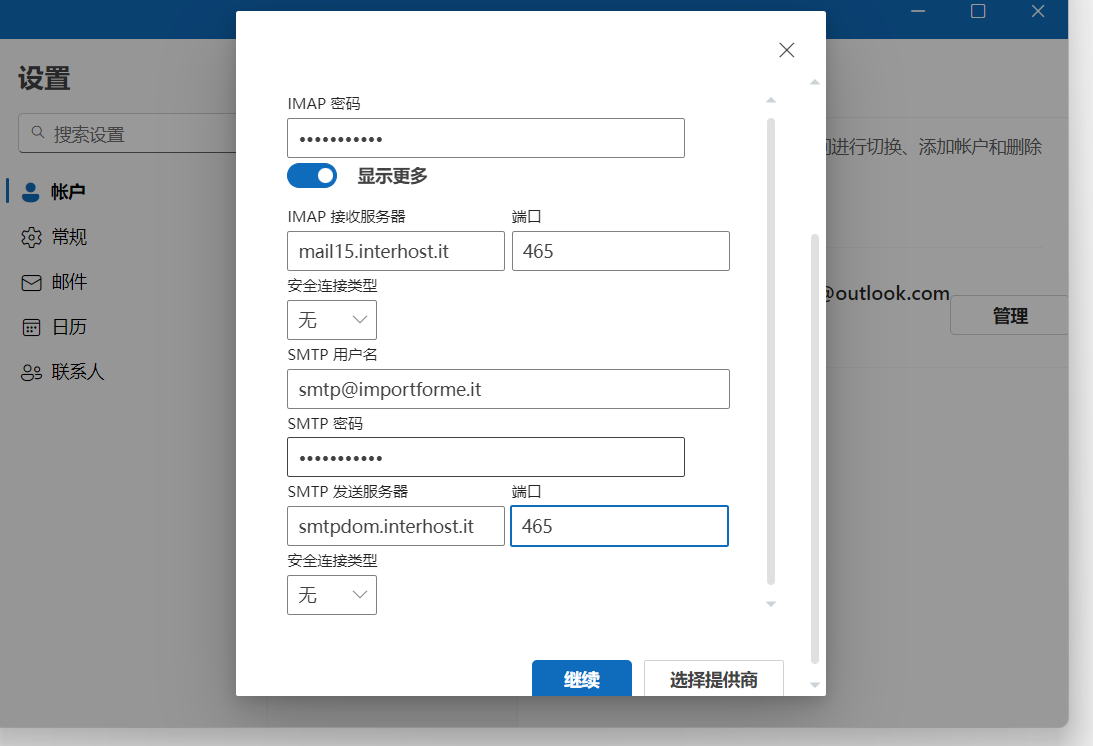 设置
搜索设置
帐户
常规
邮件
日历
联系人
进行切换、添加帐户和删除
@outlook.com
管理
IMAP 密码
•••••••••••
显示更多
IMAP 接收服务器 端口
mail15.interhost.it 465
安全连接类型
无
SMTP 用户名
smtp@importforme.it
SMTP 密码
•••••••••••
SMTP 发送服务器 端口
smtpdom.interhost.it 465
安全连接类型
无
继续 选择提供商